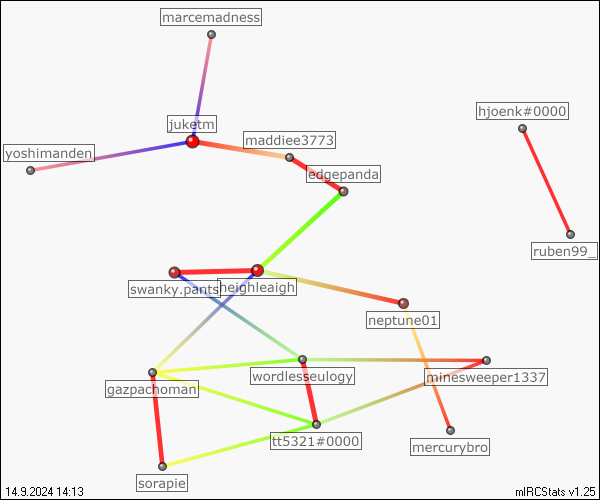 marcemadness
hjoenk#0000
juketm
maddiee3773
yoshimanden
edgepanda
ruben99_
swanky.pants
heighleaigh
neptune01
wordlesseulogy
minesweeper1337
gazpachoman
tt5321#0000
mercurybro
sorapie
14.9.2024 14:13
mIRCStats v1.25